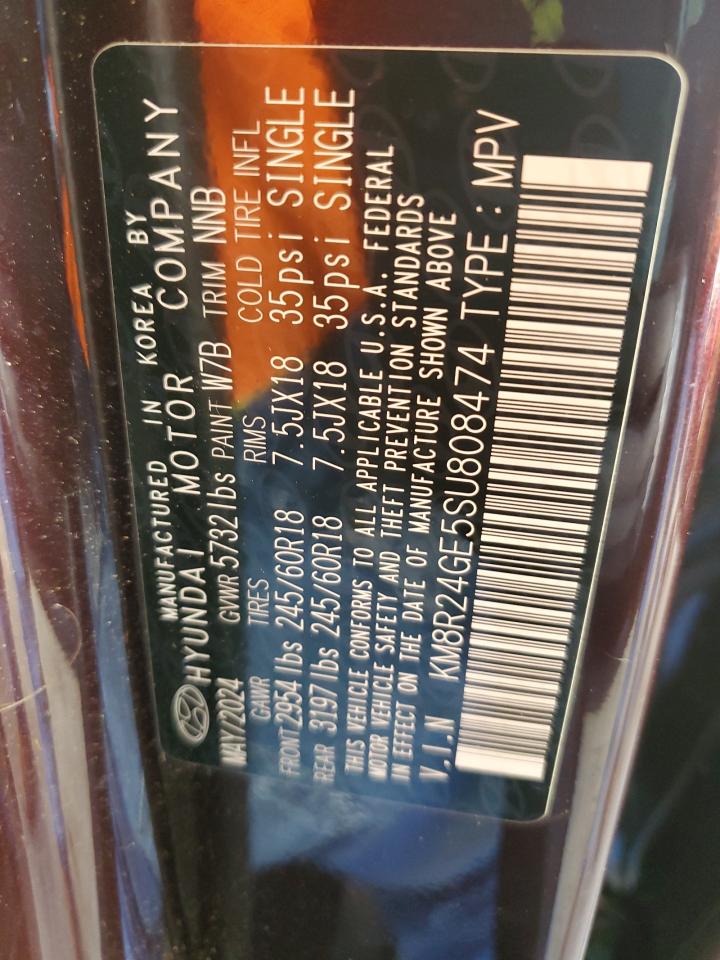 MANUFACTURED IN KOREA BY
HYUNDAI MOTOR COMPANY
MAY/2024 GVWR 5732lbs PAINT W7B TRIM NNB
GAWR TIRES RIMS COLD TIRE INFL
FRONT 2954 lbs 245/60R18 7.5JX18 35psi SINGLE
REAR 3197 lbs 245/60R18 7.5JX18 35psi SINGLE
THIS VEHICLE CONFORMS TO ALL APPLICABLE U.S.A. FEDERAL
MOTOR VEHICLE SAFETY AND THEFT PREVENTION STANDARDS
IN EFFECT ON THE DATE OF MANUFACTURE SHOWN ABOVE
V.I.N KM8R24GE5SU808474 TYPE : MPV